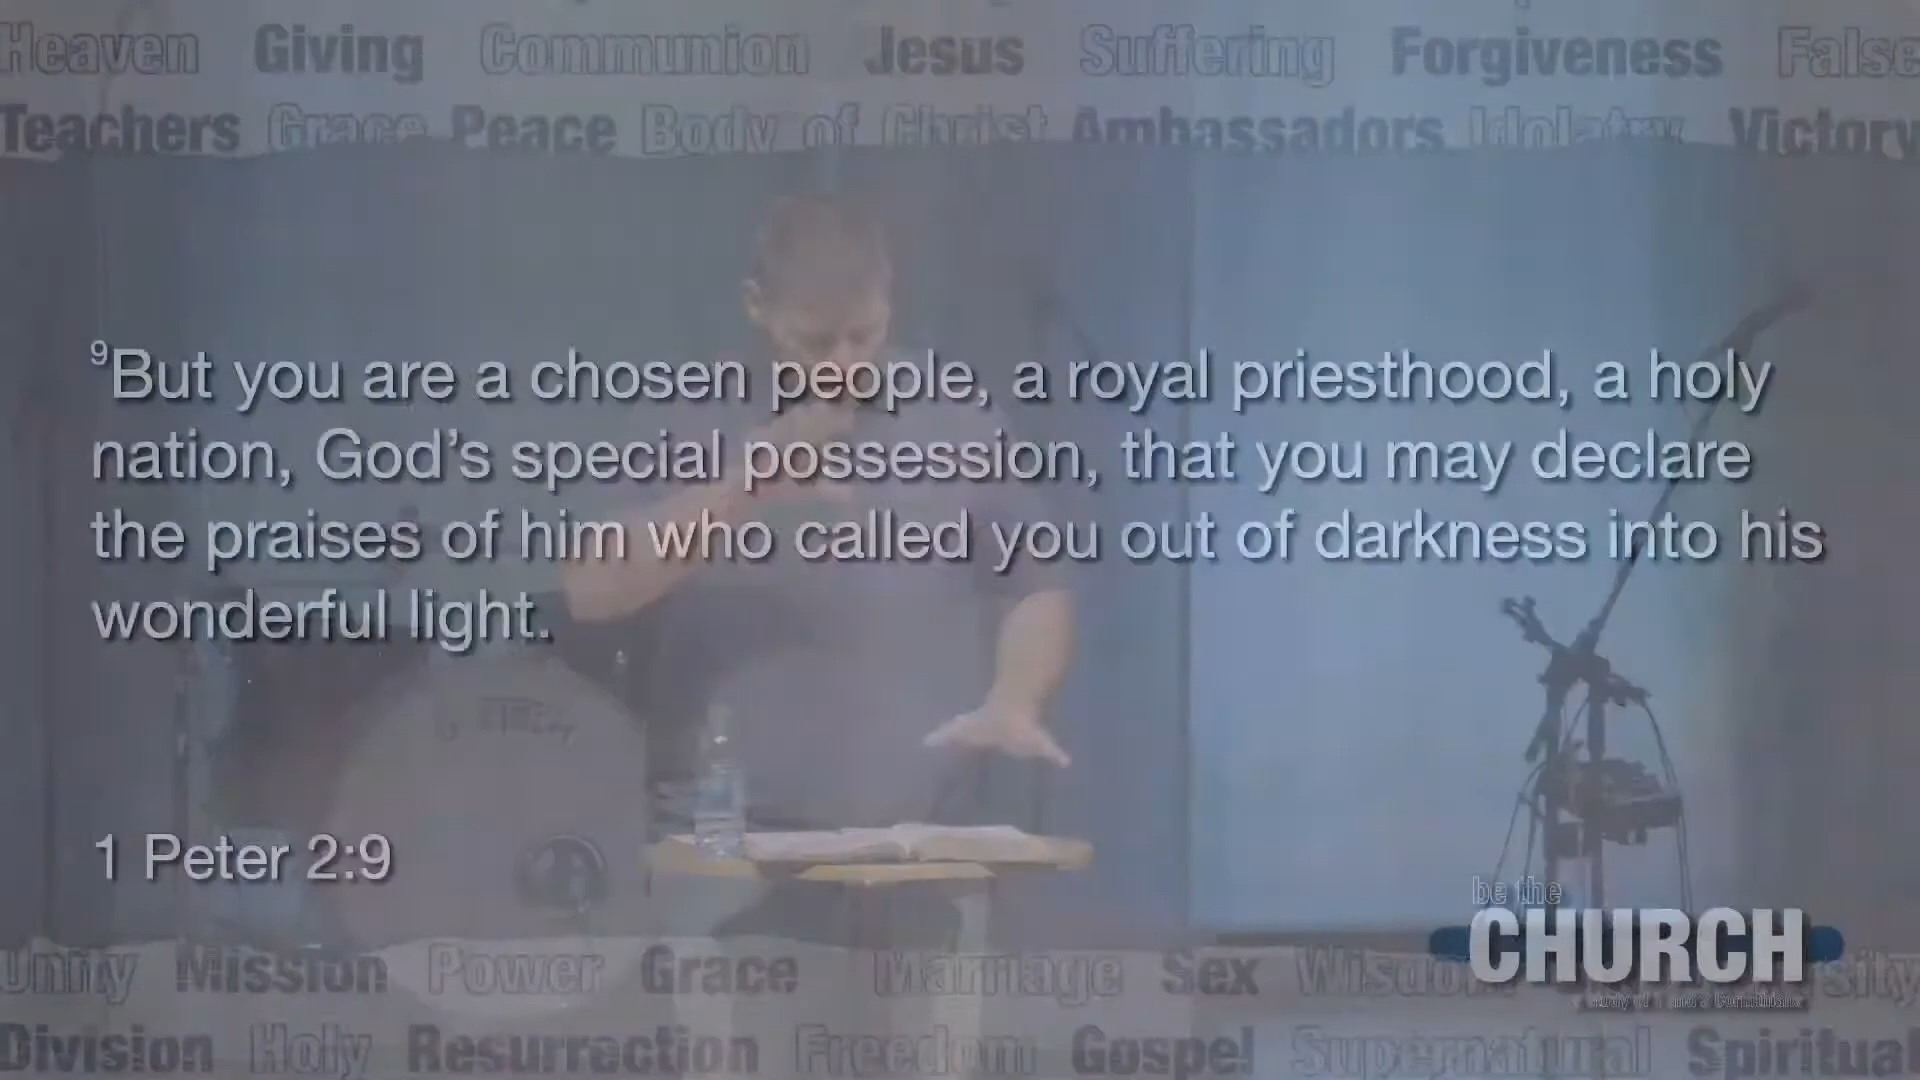 Heaven Giving Communion Jesus Suffering Forgiveness False
Teachers Grace Peace Body of Christ Ambassadors Idolatry Victory
⁹But you are a chosen people, a royal priesthood, a holy
nation, God’s special possession, that you may declare
the praises of him who called you out of darkness into his
wonderful light.
1 Peter 2:9
be the
CHURCH
Unity Mission Power Grace Marriage Sex
Division Holy Resurrection Freedom Gospel Supernatural Spiritual